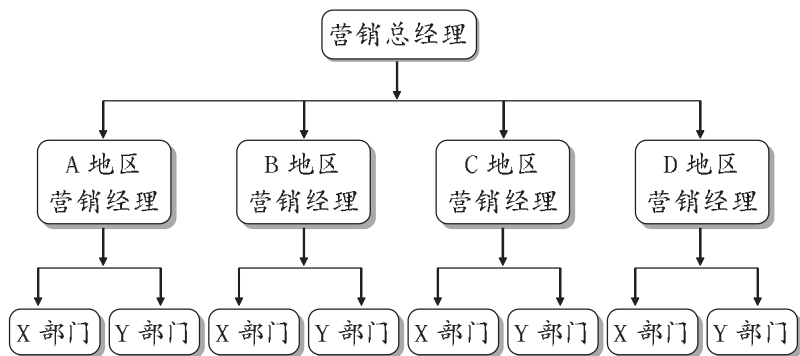 营销总经理
A 地区
营销经理
B 地区
营销经理
C 地区
营销经理
D 地区
营销经理
X 部门
Y 部门
X 部门
Y 部门
X 部门
Y 部门
X 部门
Y 部门